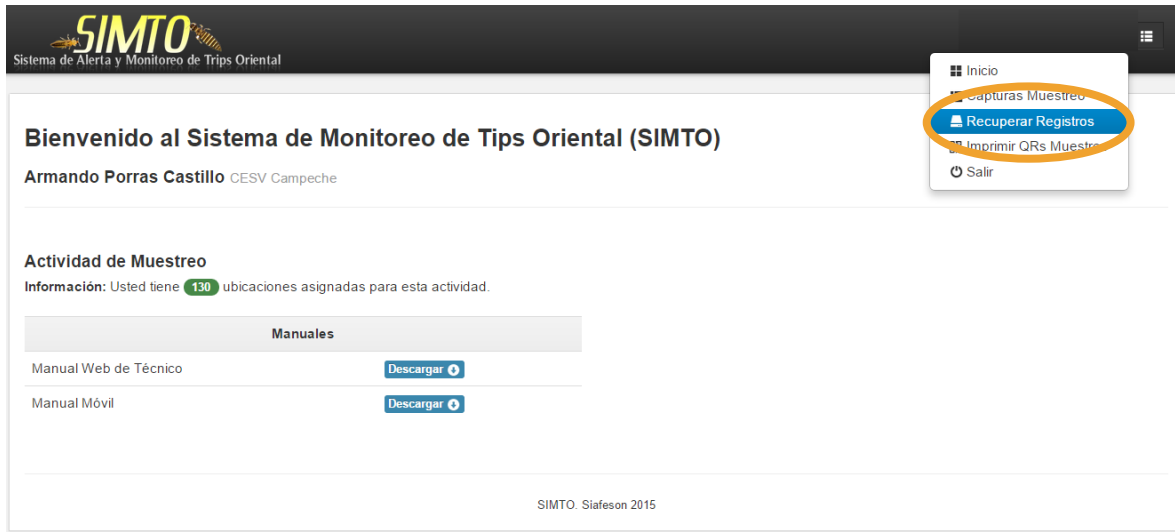 SIMTO
Sistema de Alerta y Monitoreo de Trips Oriental
Inicio
Capturas Muestreo
Recuperar Registros
Imprimir QRs Muestreo
Salir
Bienvenido al Sistema de Monitoreo de Tips Oriental (SIMTO)
Armando Porras Castillo CESV Campeche
Actividad de Muestreo
Información: Usted tiene 130 ubicaciones asignadas para esta actividad.
Manuales
Manual Web de Técnico Descargar
Manual Móvil Descargar
SIMTO. Siafeson 2015